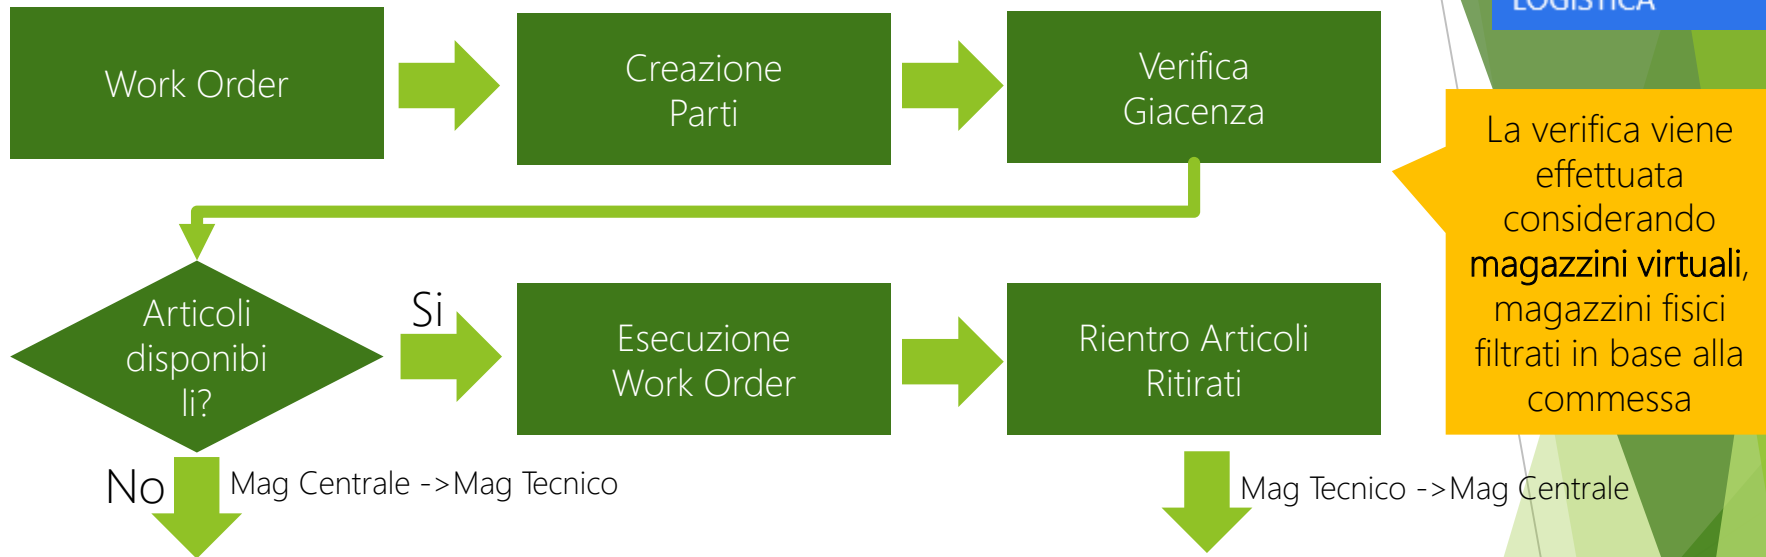 LOGISTICA
Work Order
Creazione
Parti
Verifica
Giacenza
La verifica viene
effettuata
considerando
magazzini virtuali,
magazzini fisici
filtrati in base alla
commessa
Articoli
disponibi
li?
Si
Esecuzione
Work Order
Rientro Articoli
Ritirati
No
Mag Centrale ->Mag Tecnico
Mag Tecnico ->Mag Centrale